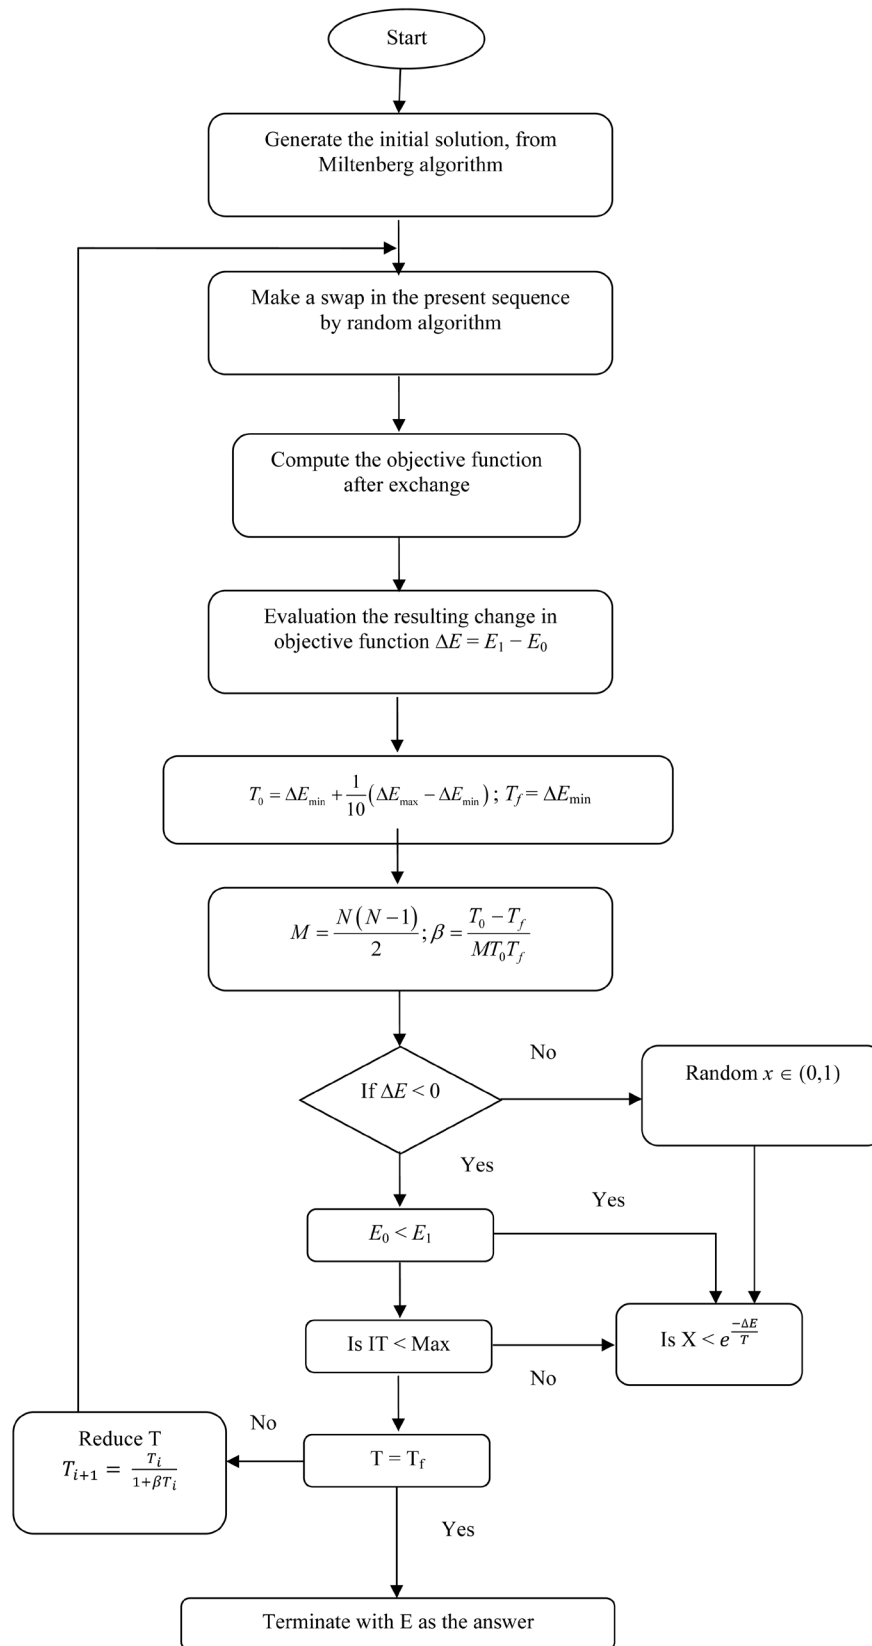 Start
Generate the initial solution, from
Miltenberg algorithm
Make a swap in the present sequence
by random algorithm
Compute the objective function
after exchange
Evaluation the resulting change in
objective function ΔE = E₁ − E₀
T₀ = ΔE_min + 1/10 (ΔE_max − ΔE_min) ; T_f = ΔE_min
M = N(N−1)/2 ; β = (T₀ − T_f)/(MT₀T_f)
No
Random x ∈ (0,1)
If ΔE < 0
Yes
Yes
E₀ < E₁
Is IT < Max
Is X < e^(−ΔE/T)
No
No
Reduce T
T_{i+1} = T_i/(1+βT_i)
T = T_f
Yes
Terminate with E as the answer